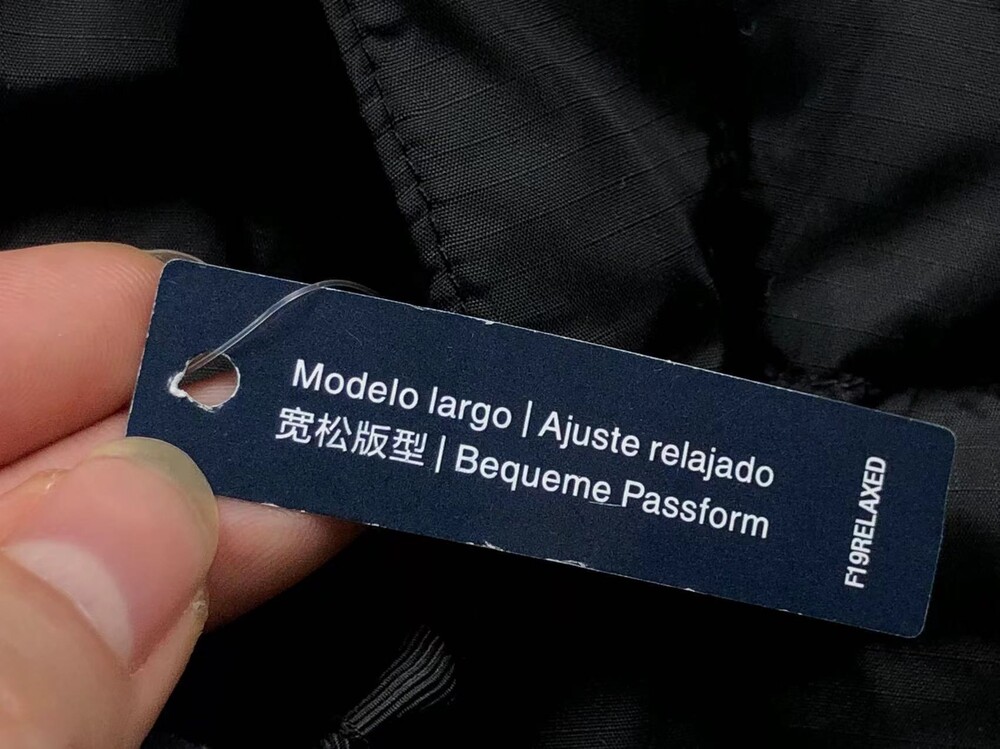 Modelo largo | Ajuste relajado
宽松版型 | Bequeme Passform
F19RELAXED